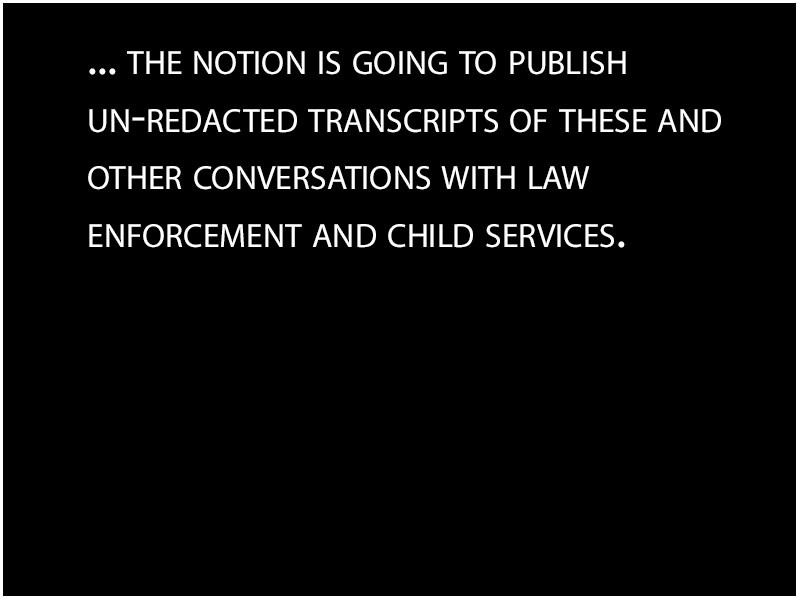 ... THE NOTION IS GOING TO PUBLISH
UN-REDACTED TRANSCRIPTS OF THESE AND
OTHER CONVERSATIONS WITH LAW
ENFORCEMENT AND CHILD SERVICES.